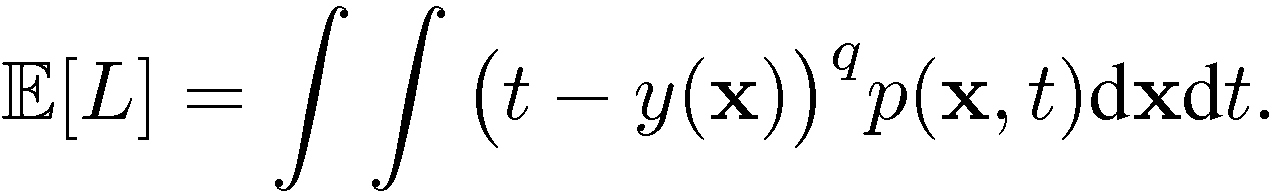 𝔼[L] = ∫∫ (t − y(𝐱))^q p(𝐱, t)d𝐱dt.